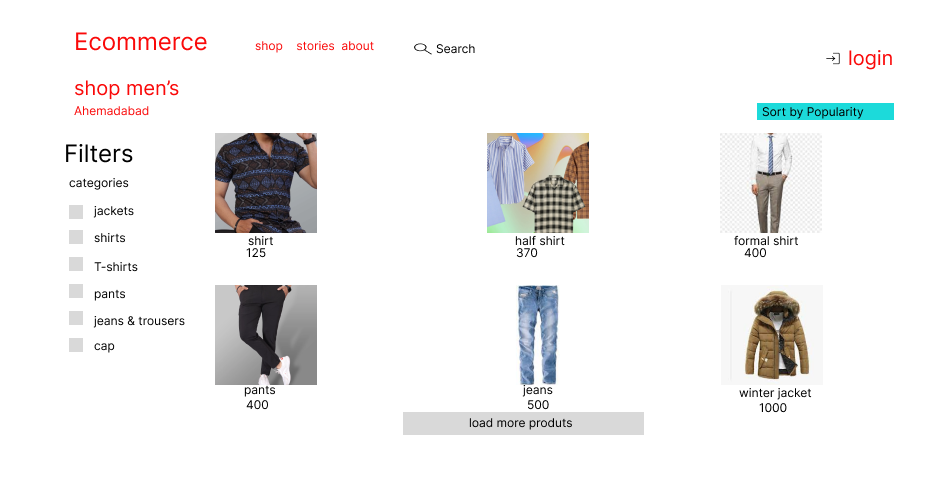 Ecommerce
shop stories about
Search
login
shop men's
Ahemadabad
Sort by Popularity
Filters
categories
jackets
shirts
T-shirts
pants
jeans & trousers
cap
shirt
125
half shirt
370
formal shirt
400
pants
400
jeans
500
winter jacket
1000
load more produts